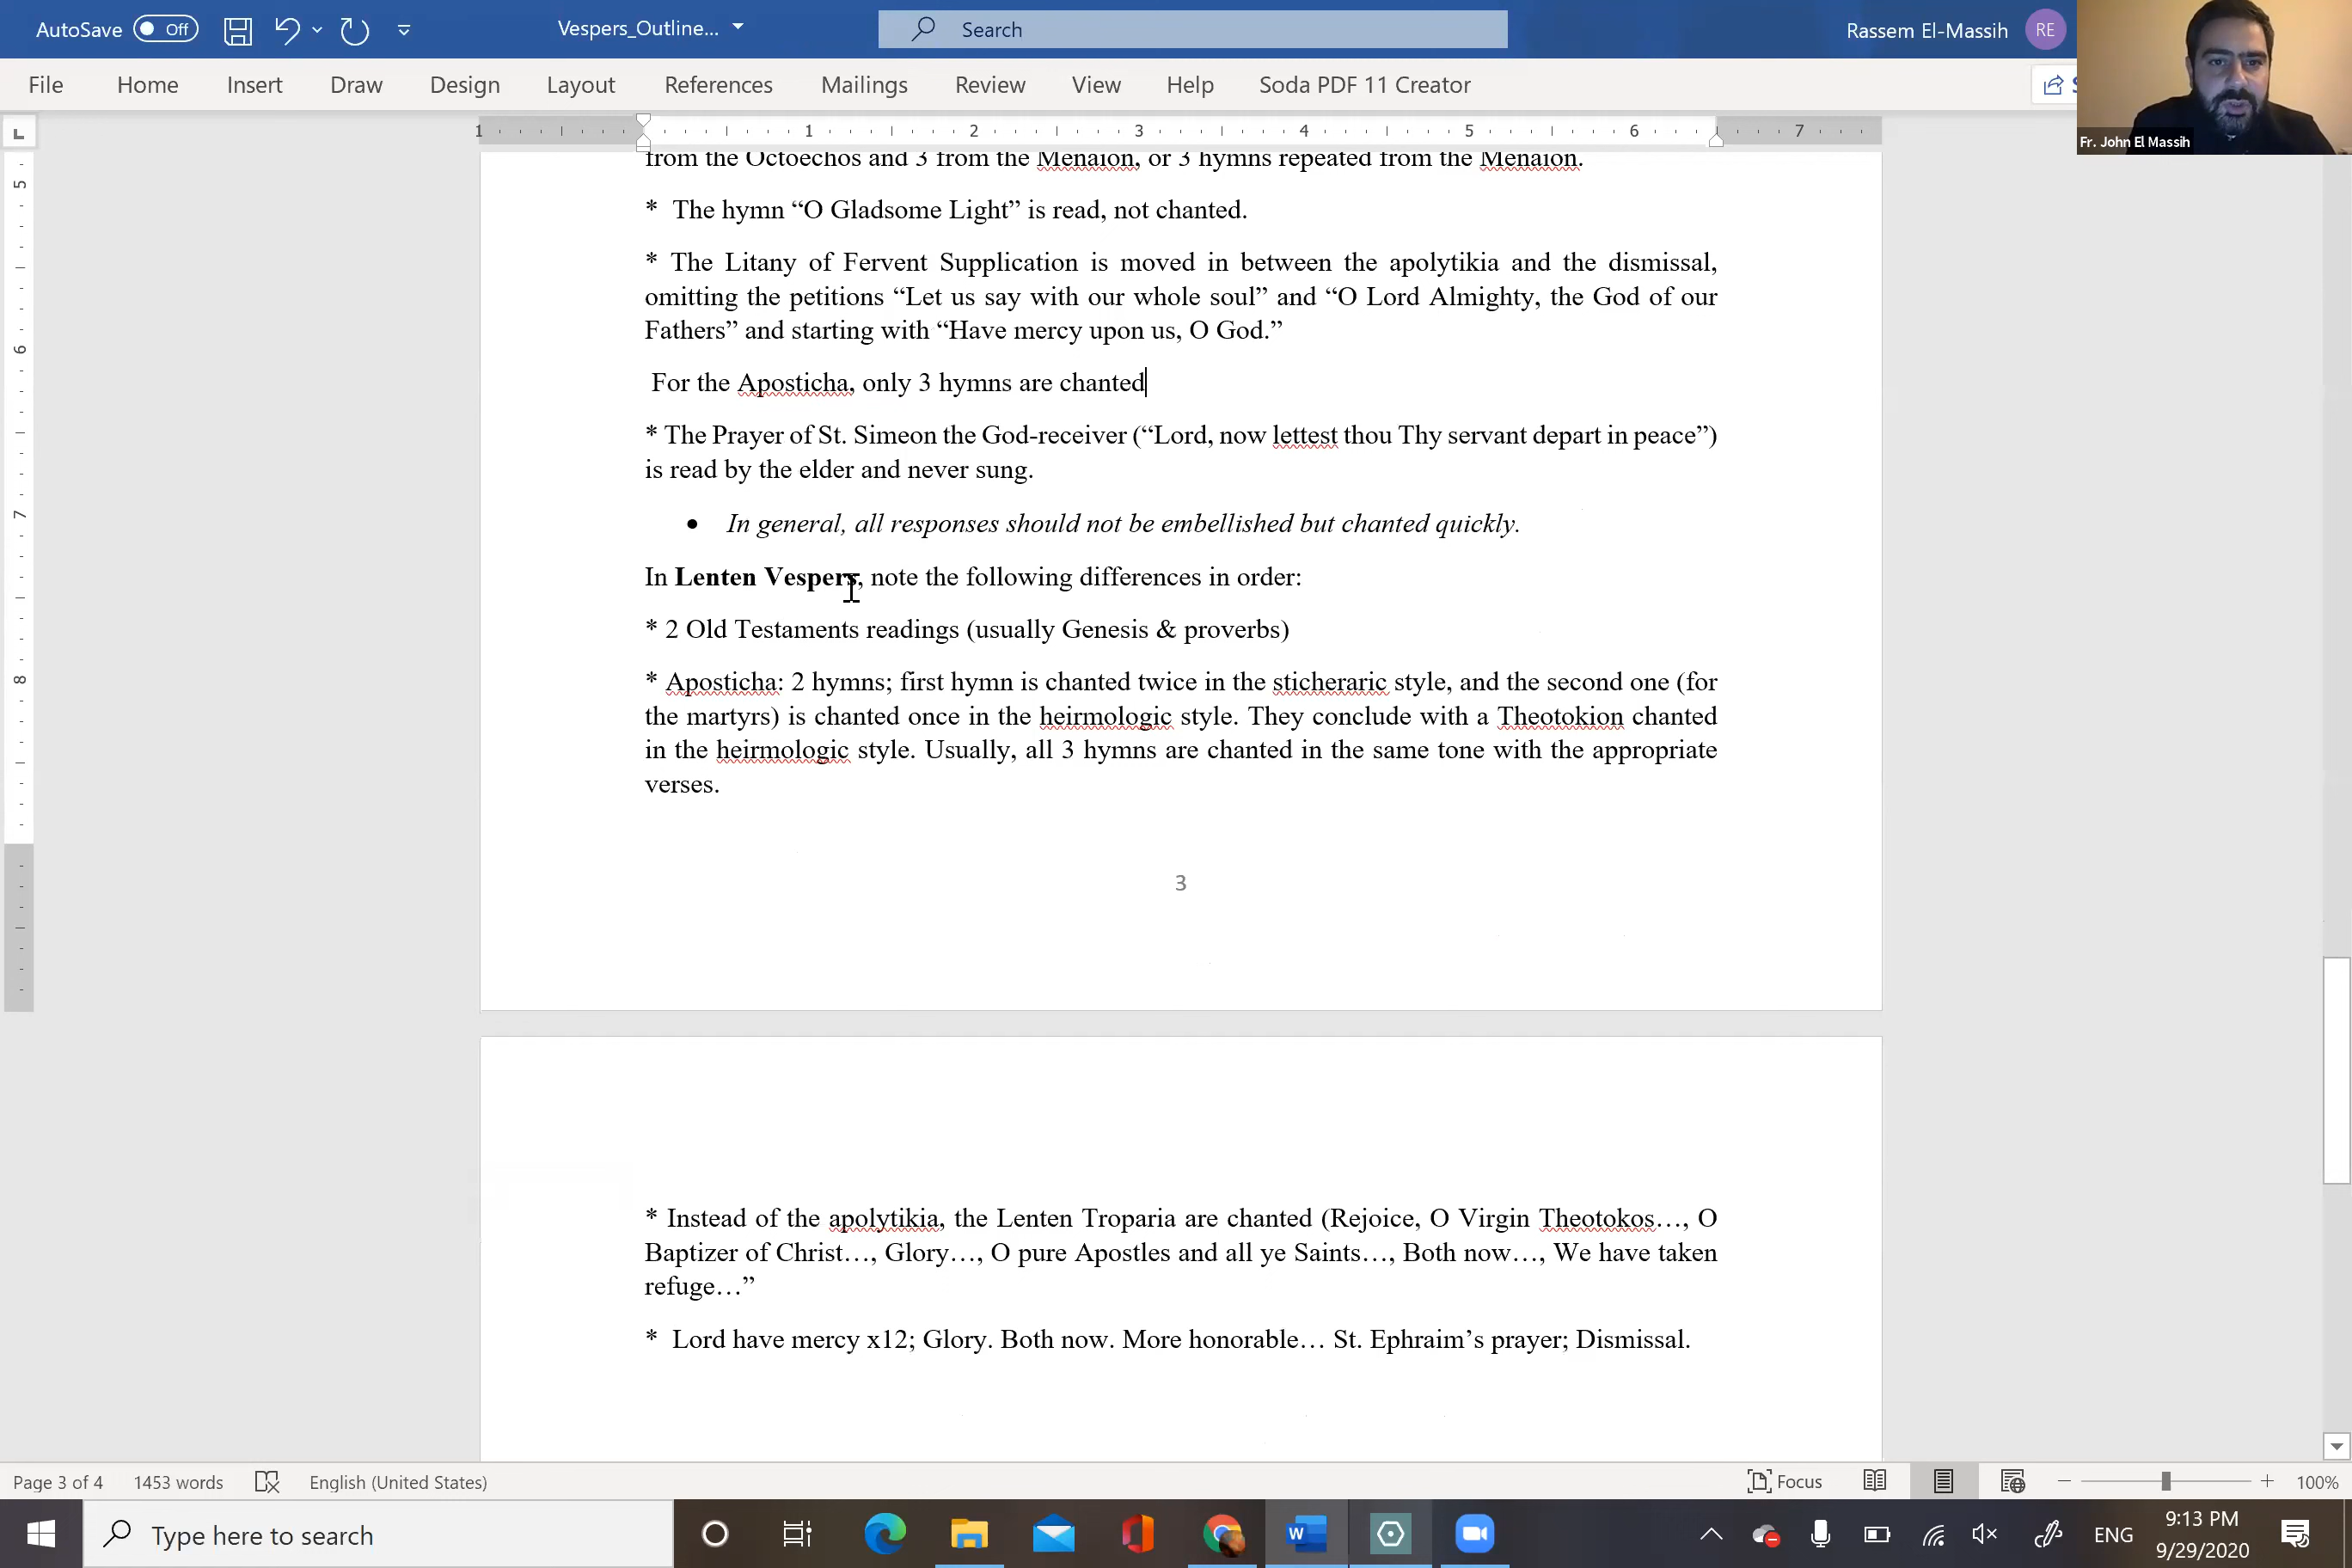 AutoSave Off Vespers_Outline... Search Rassem El-Massih RE
File Home Insert Draw Design Layout References Mailings Review View Help Soda PDF 11 Creator
Fr. John El Massih
1 1 2 3 4 5 6 7
from the Octoechos and 3 from the Menaion, or 3 hymns repeated from the Menaion.
* The hymn “O Gladsome Light” is read, not chanted.
* The Litany of Fervent Supplication is moved in between the apolytikia and the dismissal,
omitting the petitions “Let us say with our whole soul” and “O Lord Almighty, the God of our
Fathers” and starting with “Have mercy upon us, O God.”
For the Aposticha, only 3 hymns are chanted
* The Prayer of St. Simeon the God-receiver (“Lord, now lettest thou Thy servant depart in peace”)
is read by the elder and never sung.
• In general, all responses should not be embellished but chanted quickly.
In Lenten Vespers, note the following differences in order:
* 2 Old Testaments readings (usually Genesis & proverbs)
* Aposticha: 2 hymns; first hymn is chanted twice in the sticheraric style, and the second one (for
the martyrs) is chanted once in the heirmologic style. They conclude with a Theotokion chanted
in the heirmologic style. Usually, all 3 hymns are chanted in the same tone with the appropriate
verses.
3
* Instead of the apolytikia, the Lenten Troparia are chanted (Rejoice, O Virgin Theotokos…, O
Baptizer of Christ…, Glory…, O pure Apostles and all ye Saints…, Both now…, We have taken
refuge…”
* Lord have mercy x12; Glory. Both now. More honorable… St. Ephraim’s prayer; Dismissal.
5
6
7
8
Page 3 of 4 1453 words English (United States) Focus 100%
Type here to search ENG 9:13 PM
9/29/2020